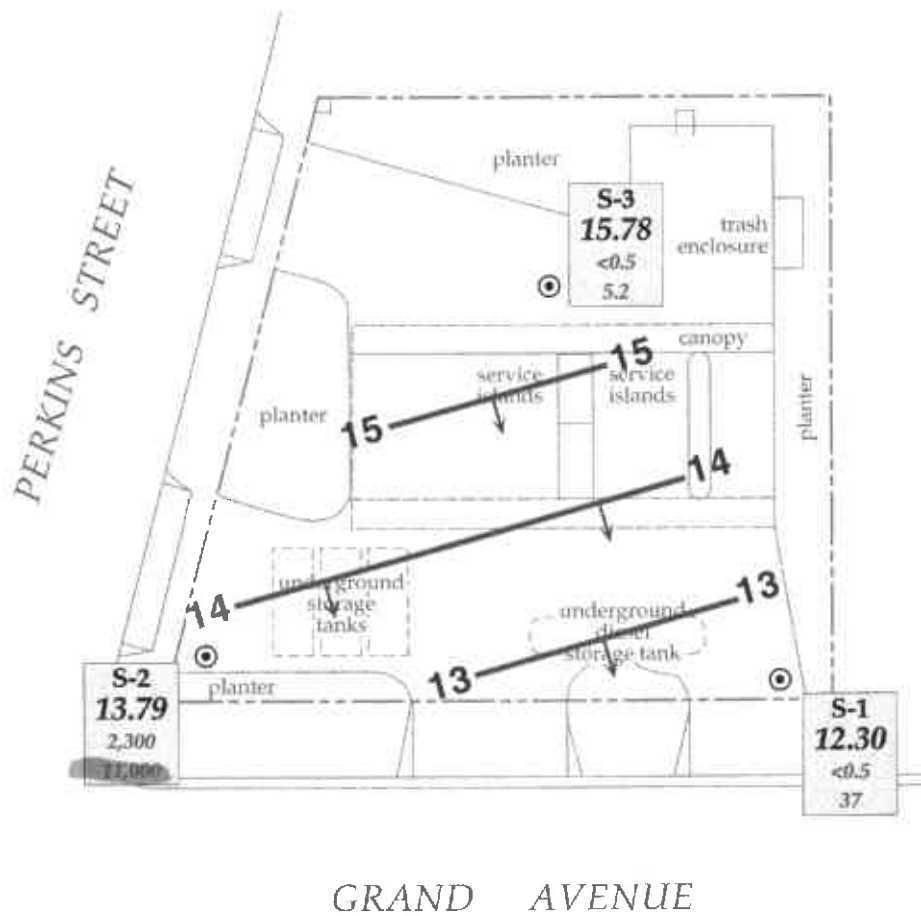 PERKINS STREET
planter
S-3
15.78
<0.5
5.2
trash
enclosure
canopy
15
service
islands
service
islands
15
planter
planter
14
14
underground
storage
tanks
13
underground
diesel
storage tank
13
S-2
13.79
2,300
11,000
planter
S-1
12.30
<0.5
37
GRAND AVENUE